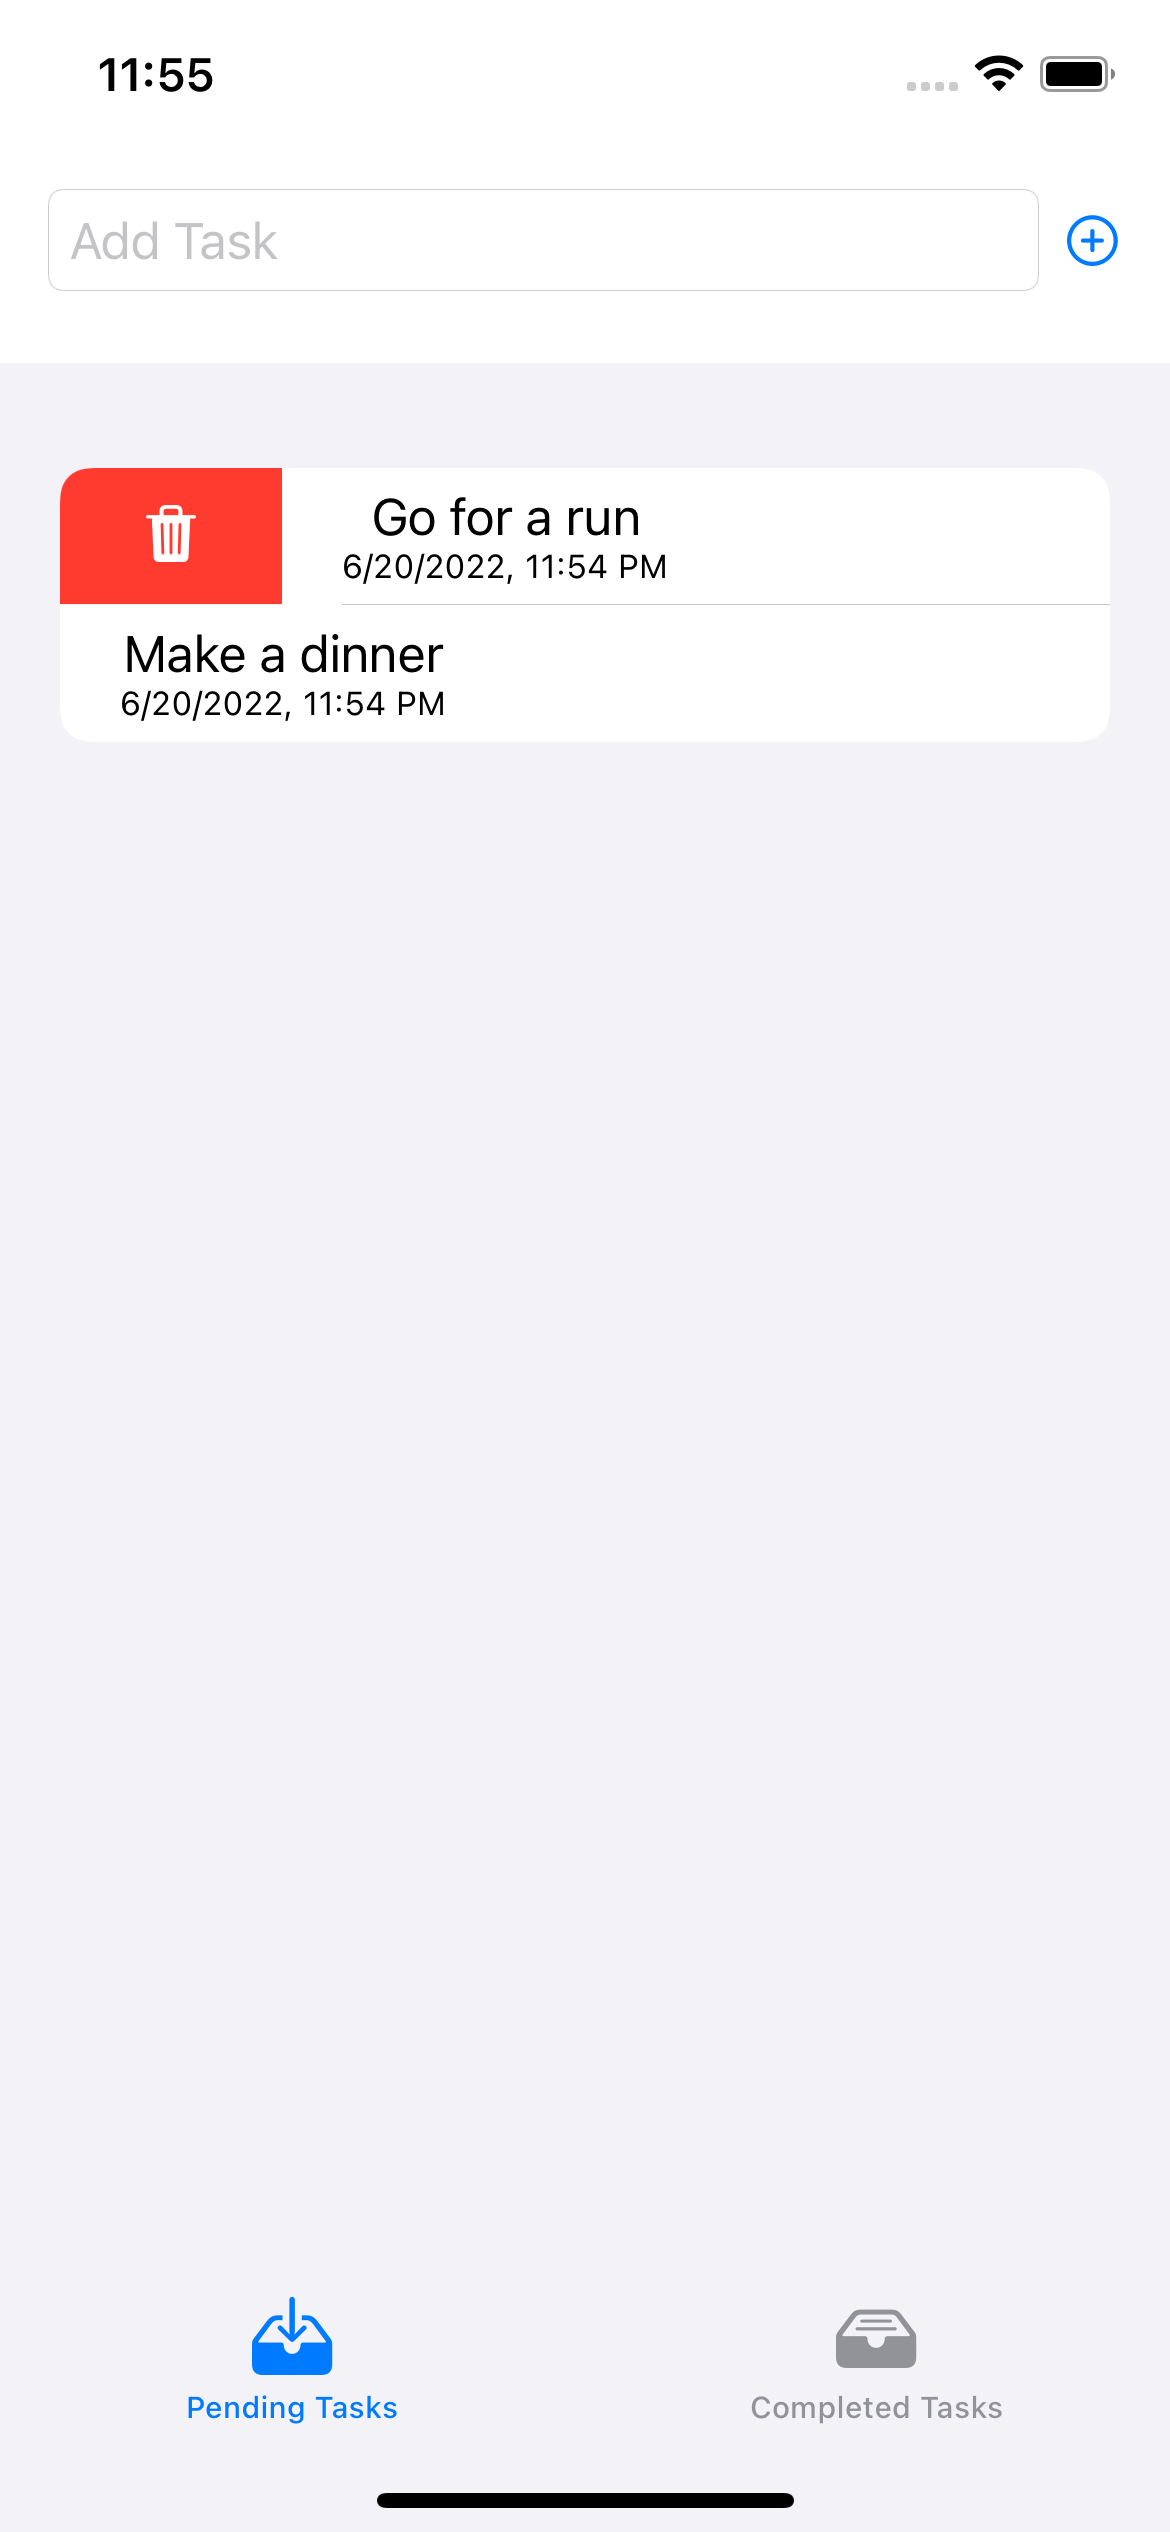 11:55
Add Task
Go for a run
6/20/2022, 11:54 PM
Make a dinner
6/20/2022, 11:54 PM
Pending Tasks
Completed Tasks